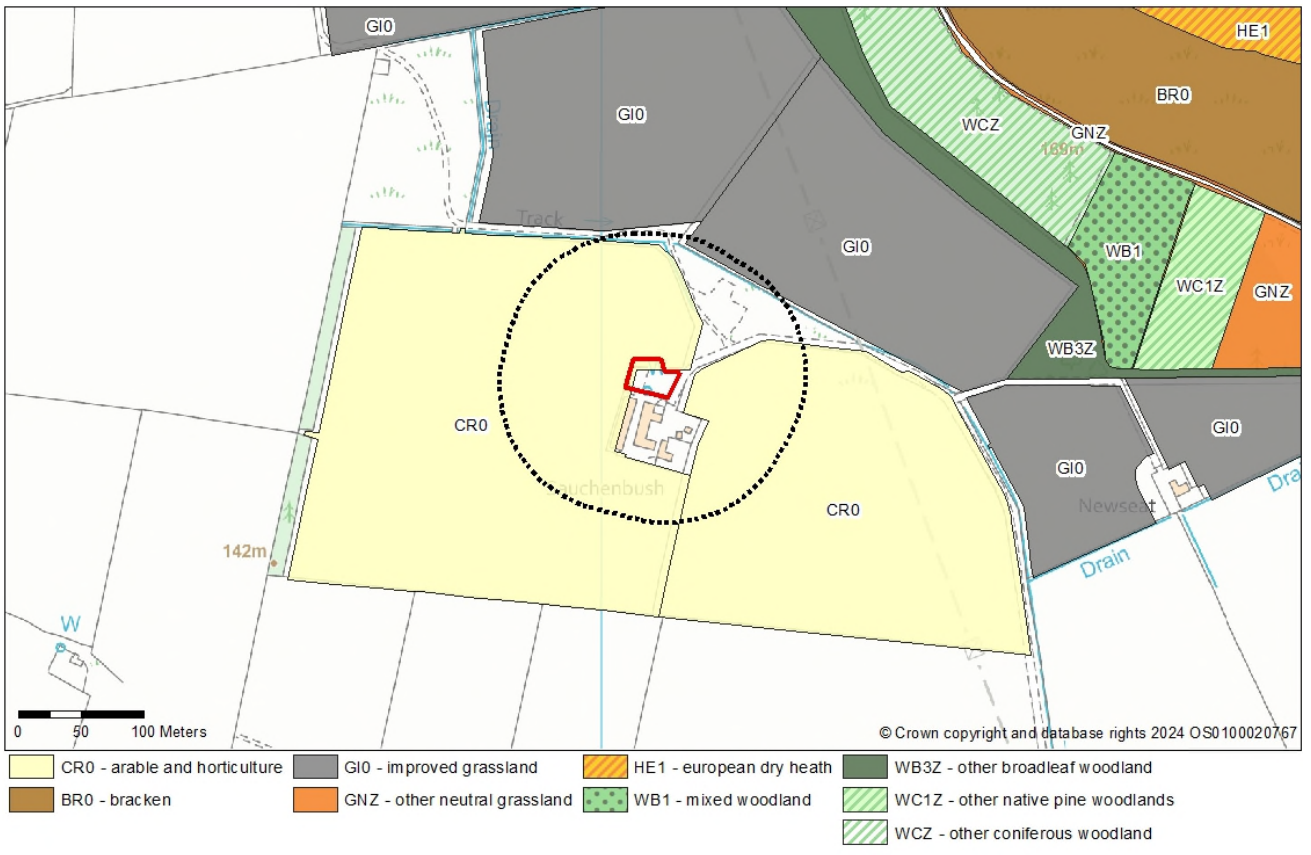 GI0
HE1
Drain
GI0
BR0
WCZ
GNZ
169m
Track
GI0
WB1
WC1Z
GNZ
WB3Z
CR0
GI0
GI0
auchenbush
CR0
Newseat
Drai
142m
Drain
W
0 50 100 Meters
© Crown copyright and database rights 2024 OS0100020767
CR0 - arable and horticulture GI0 - improved grassland HE1 - european dry heath WB3Z - other broadleaf woodland
BR0 - bracken GNZ - other neutral grassland WB1 - mixed woodland WC1Z - other native pine woodlands
WCZ - other coniferous woodland